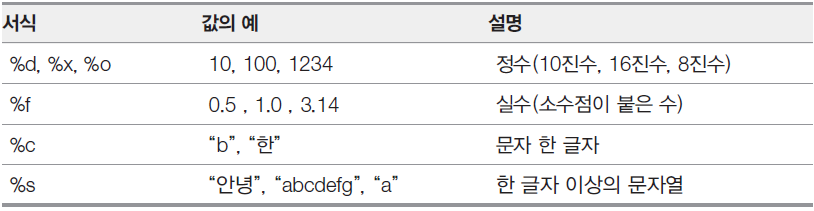 서식 값의 예 설명
%d, %x, %o 10, 100, 1234 정수(10진수, 16진수, 8진수)
%f 0.5 , 1.0 , 3.14 실수(소수점이 붙은 수)
%c “b”, “한” 문자 한 글자
%s “안녕”, “abcdefg”, “a” 한 글자 이상의 문자열